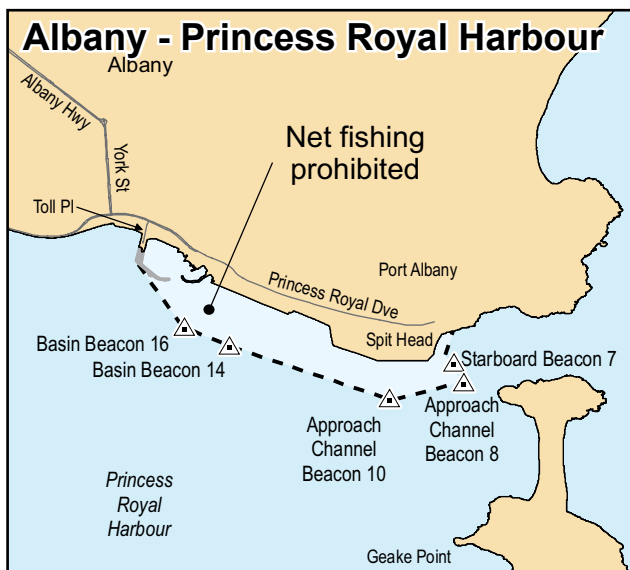 Albany - Princess Royal Harbour
Albany
Albany Hwy
York St
Net fishing
prohibited
Toll Pl
Port Albany
Princess Royal Dve
Spit Head
Basin Beacon 16
Basin Beacon 14
Starboard Beacon 7
Approach
Channel
Beacon 10
Approach
Channel
Beacon 8
Princess
Royal
Harbour
Geake Point